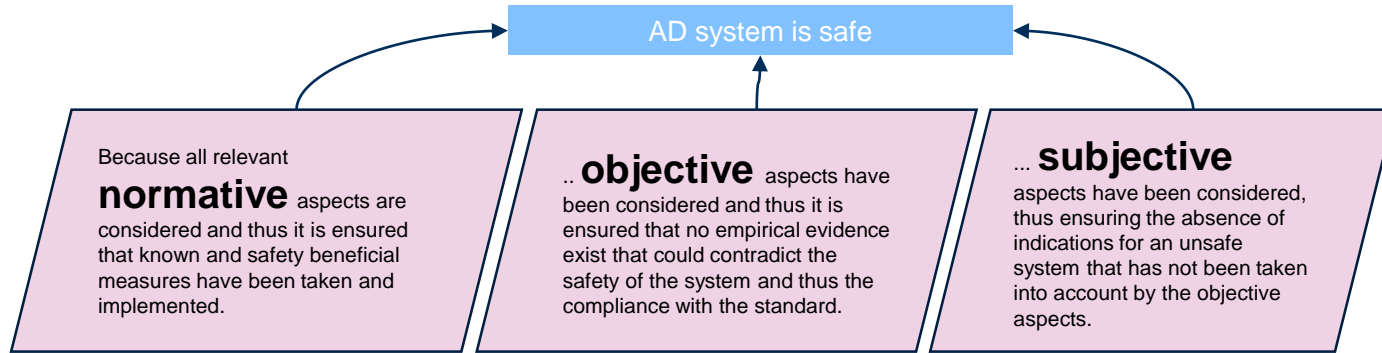 AD system is safe
Because all relevant
normative aspects are
considered and thus it is ensured
that known and safety beneficial
measures have been taken and
implemented.
.. objective aspects have
been considered and thus it is
ensured that no empirical evidence
exist that could contradict the
safety of the system and thus the
compliance with the standard.
... subjective
aspects have been considered,
thus ensuring the absence of
indications for an unsafe
system that has not been taken
into account by the objective
aspects.